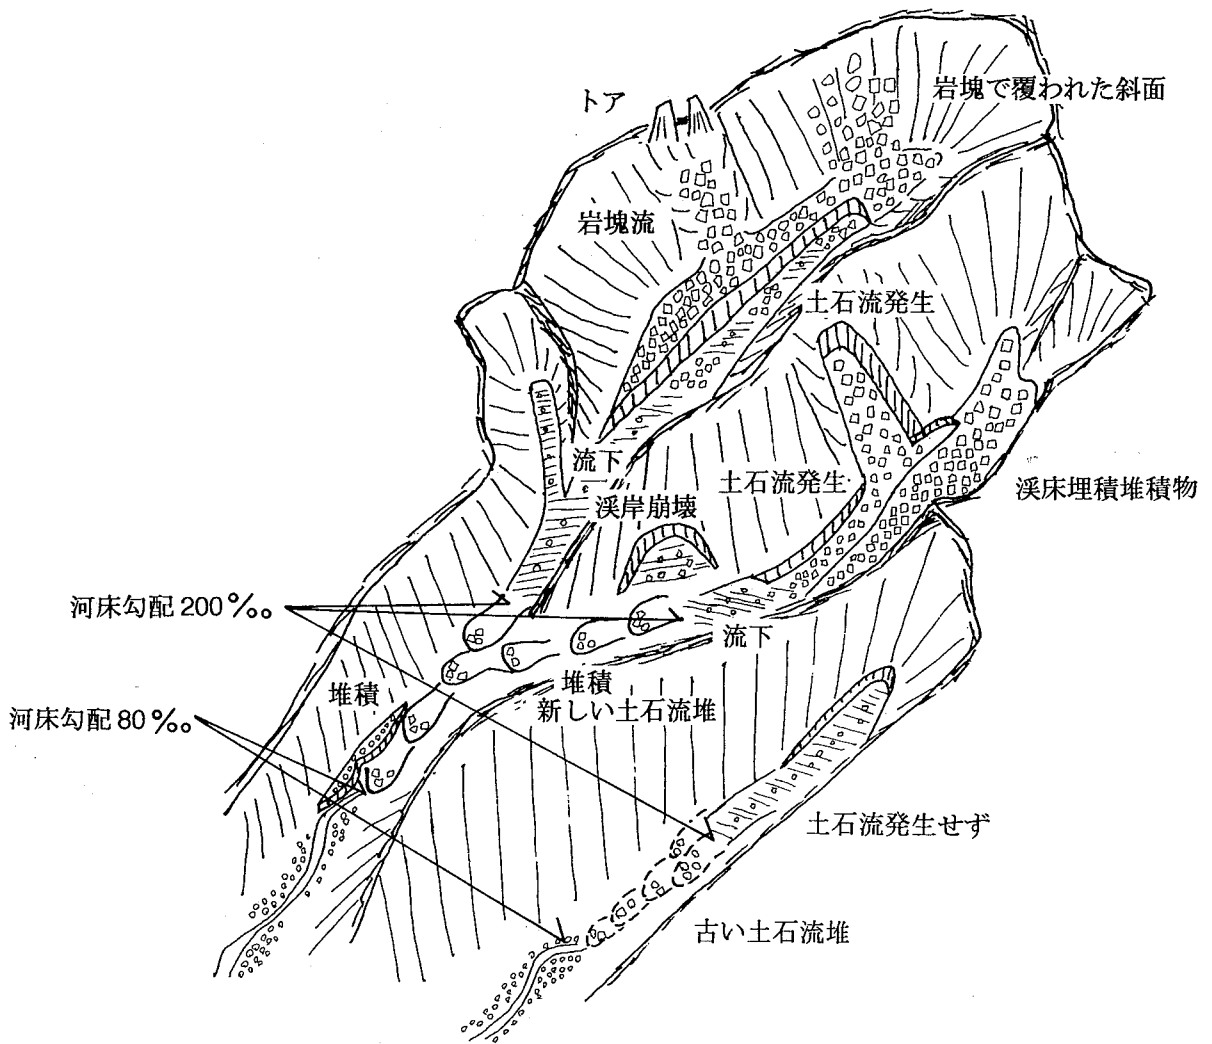 トア
岩塊で覆われた斜面
岩塊流
土石流発生
流下
土石流発生
渓床埋積堆積物
渓岸崩壊
河床勾配 200‰
流下
堆積
堆積
新しい土石流堆
河床勾配 80‰
土石流発生せず
古い土石流堆